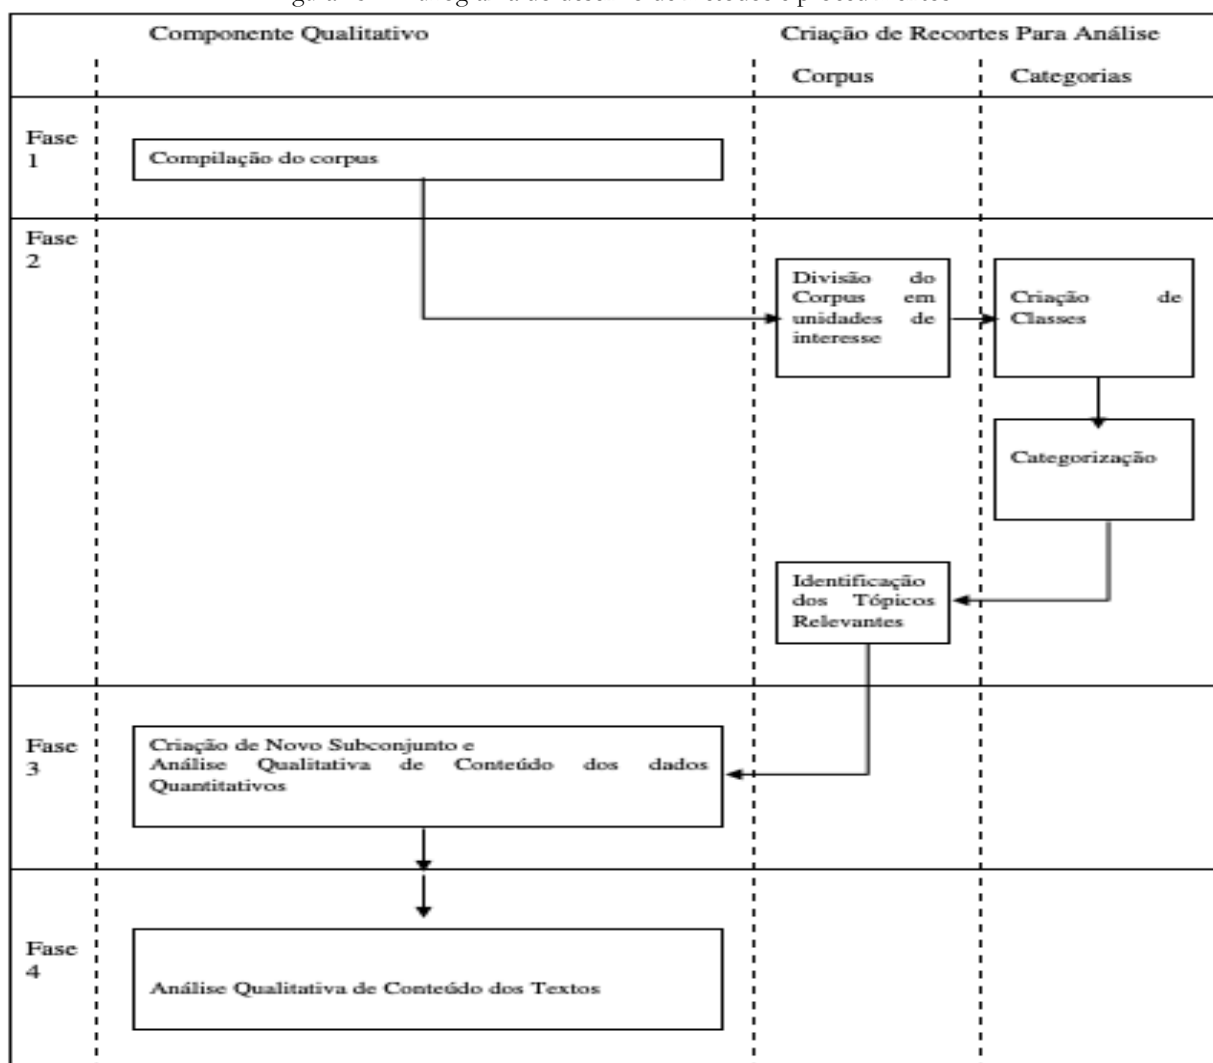 Componente Qualitativo
Criação de Recortes Para Análise
Corpus
Categorias
Fase
1
Compilação do corpus
Fase
2
Divisão do
Corpus em
unidades de
interesse
Criação de
Classes
Categorização
Identificação
dos Tópicos
Relevantes
Fase
3
Criação de Novo Subconjunto e
Análise Qualitativa de Conteúdo dos dados
Quantitativos
Fase
4
Análise Qualitativa de Conteúdo dos Textos